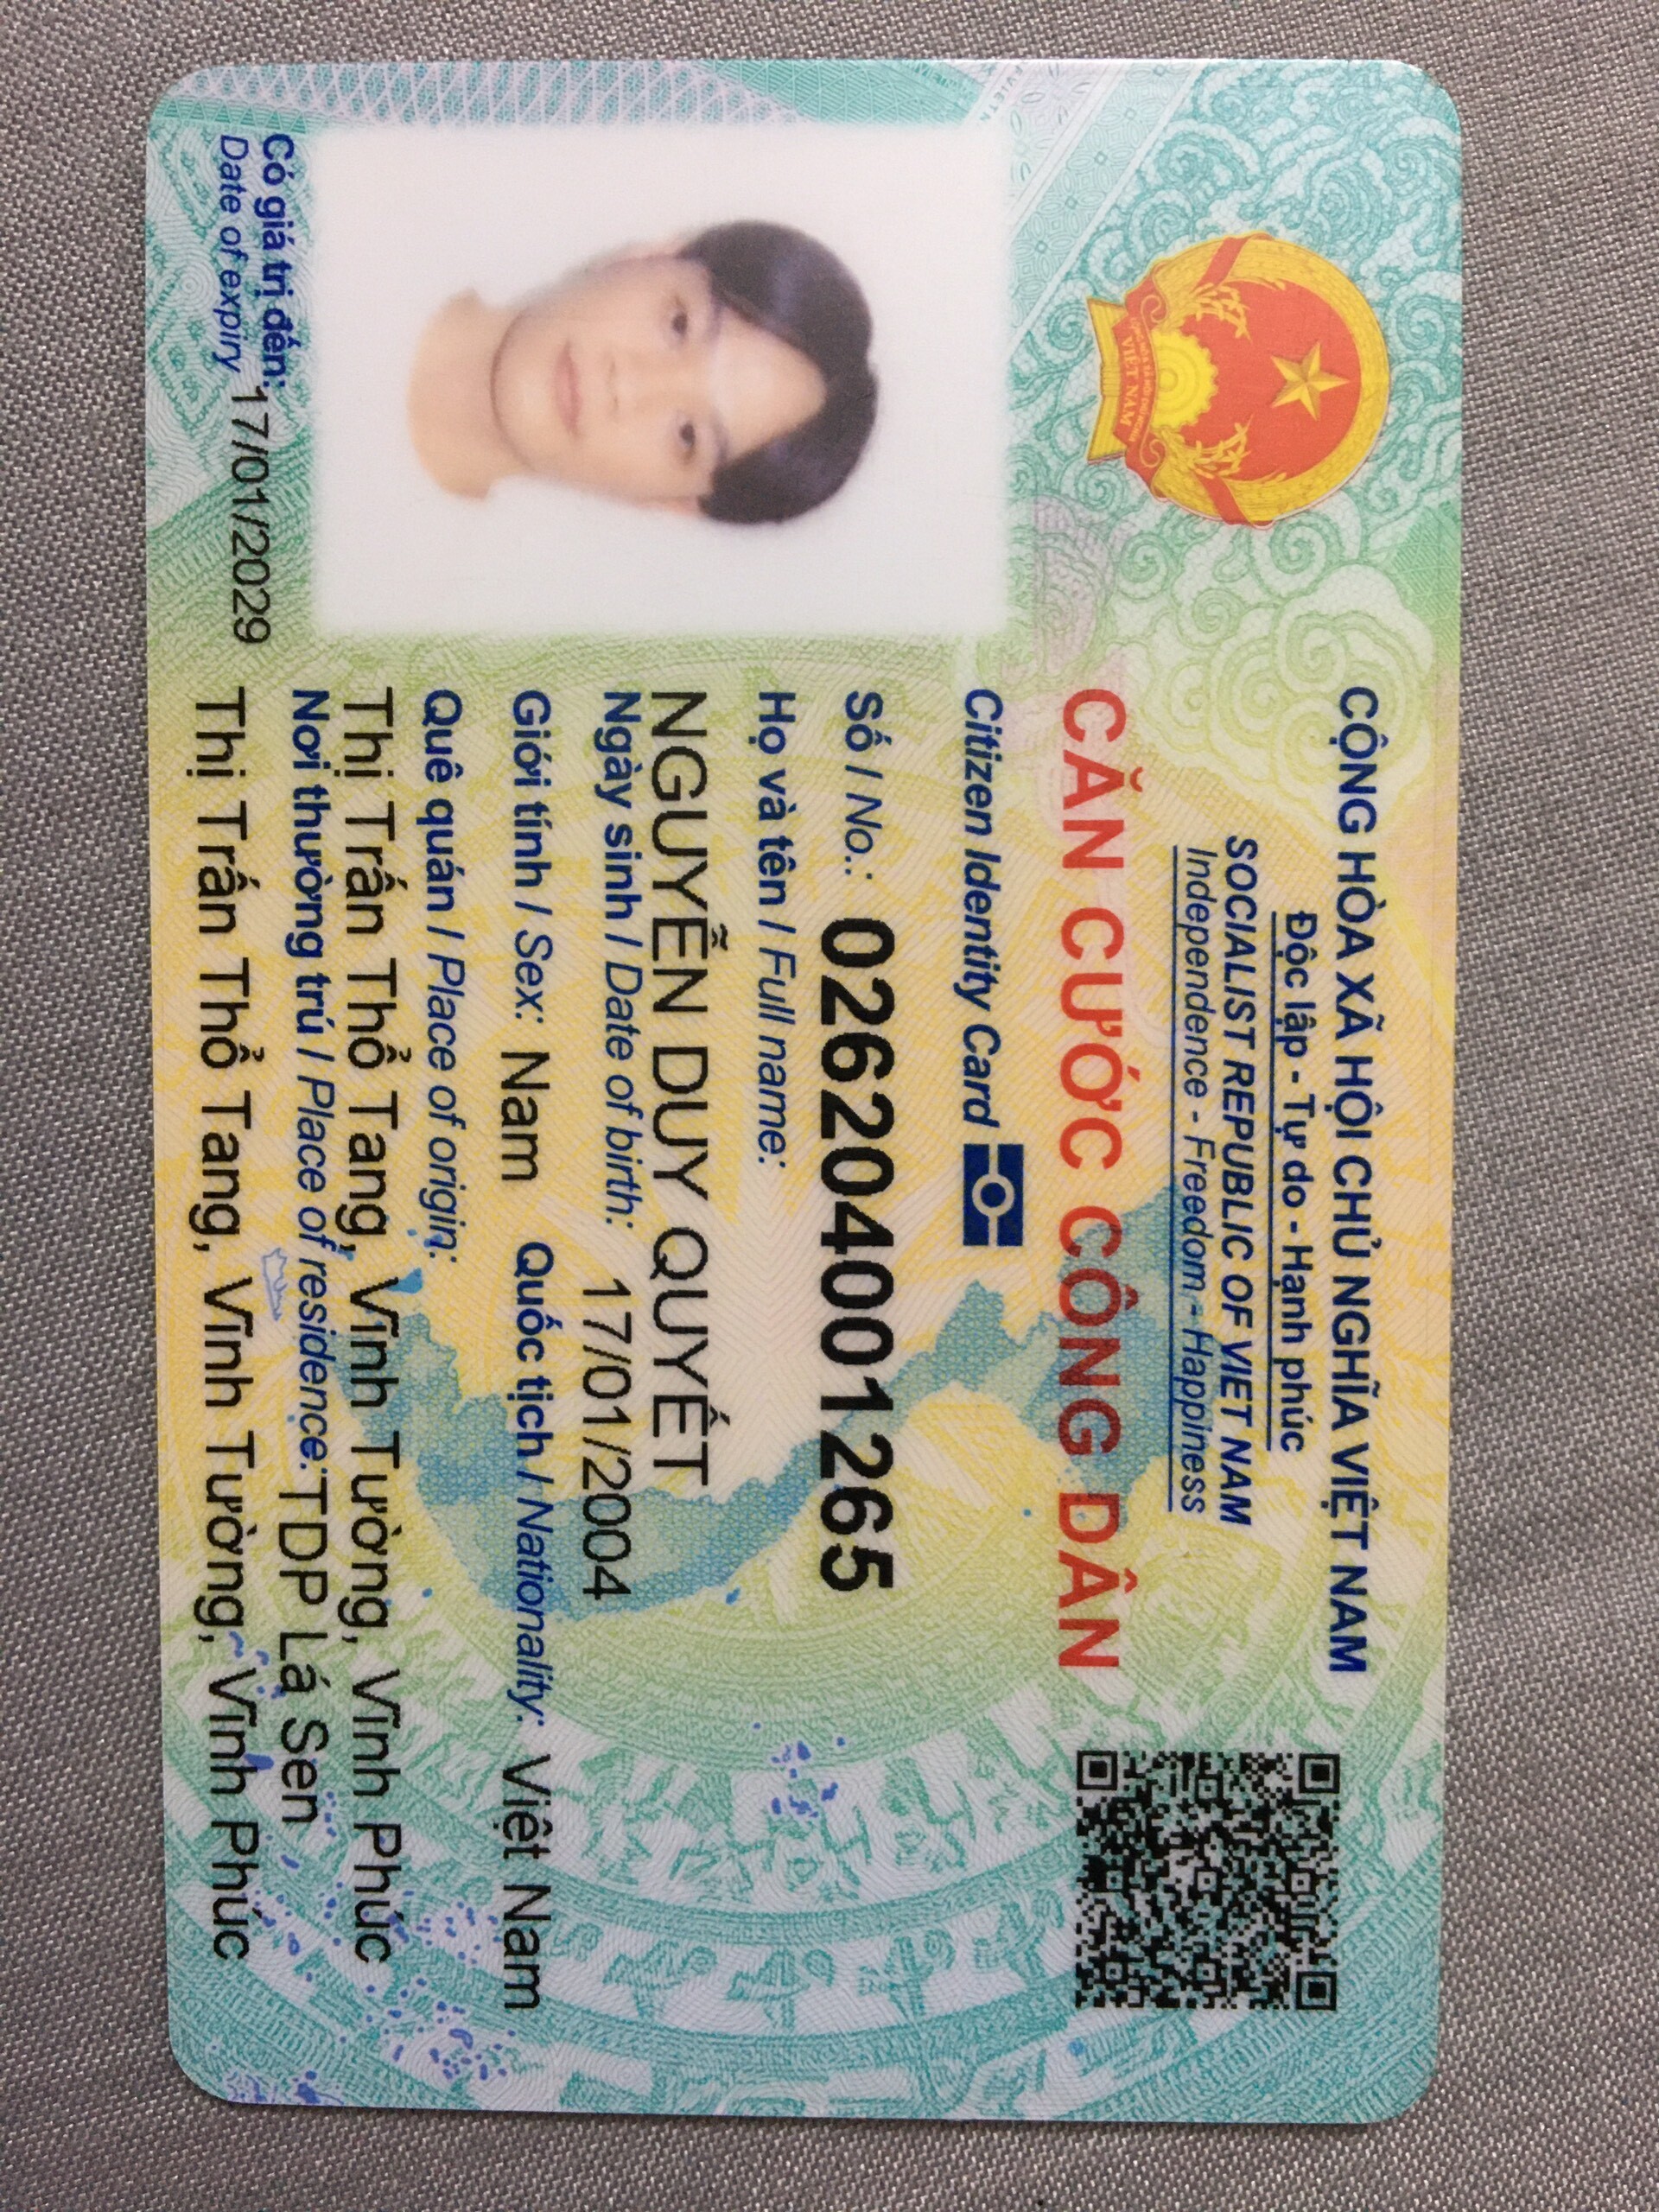 CỘNG HÒA XÃ HỘI CHỦ NGHĨA VIỆT NAM
Độc lập - Tự do - Hạnh phúc
SOCIALIST REPUBLIC OF VIET NAM
Independence - Freedom - Happiness
CĂN CƯỚC CÔNG DÂN
Citizen Identity Card
Số / No.: 026204001265
Họ và tên / Full name:
NGUYỄN DUY QUYẾT
Ngày sinh / Date of birth: 17/01/2004
Giới tính / Sex: Nam Quốc tịch / Nationality: Việt Nam
Quê quán / Place of origin:
Thị Trấn Thổ Tang, Vĩnh Tường, Vĩnh Phúc
Nơi thường trú / Place of residence: TDP Lá Sen
Thị Trấn Thổ Tang, Vĩnh Tường, Vĩnh Phúc
Có giá trị đến: 17/01/2029
Date of expiry
VIỆT NAM